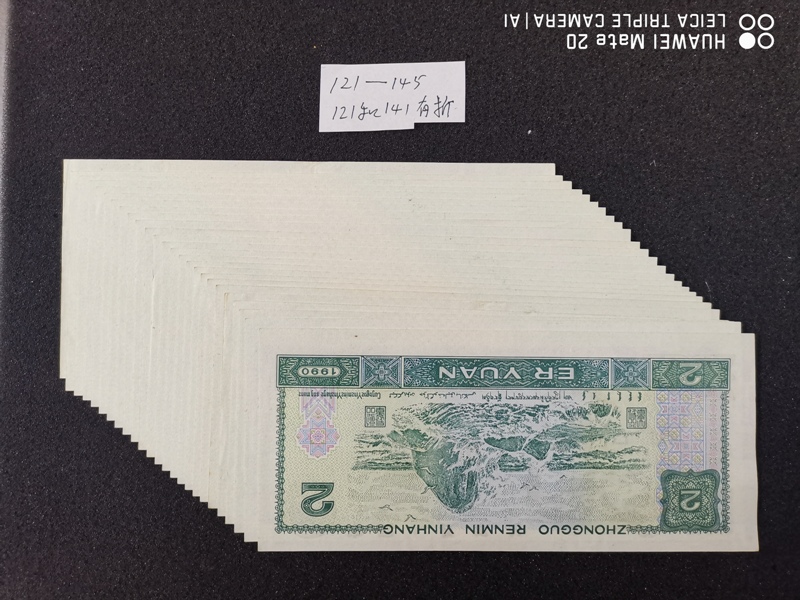 HUAWEI Mate 20
LEICA TRIPLE CAMERA | AI
121—145
121和141有折
ZHONGGUO RENMIN YINHANG
2
2
2
ER YUAN
1990